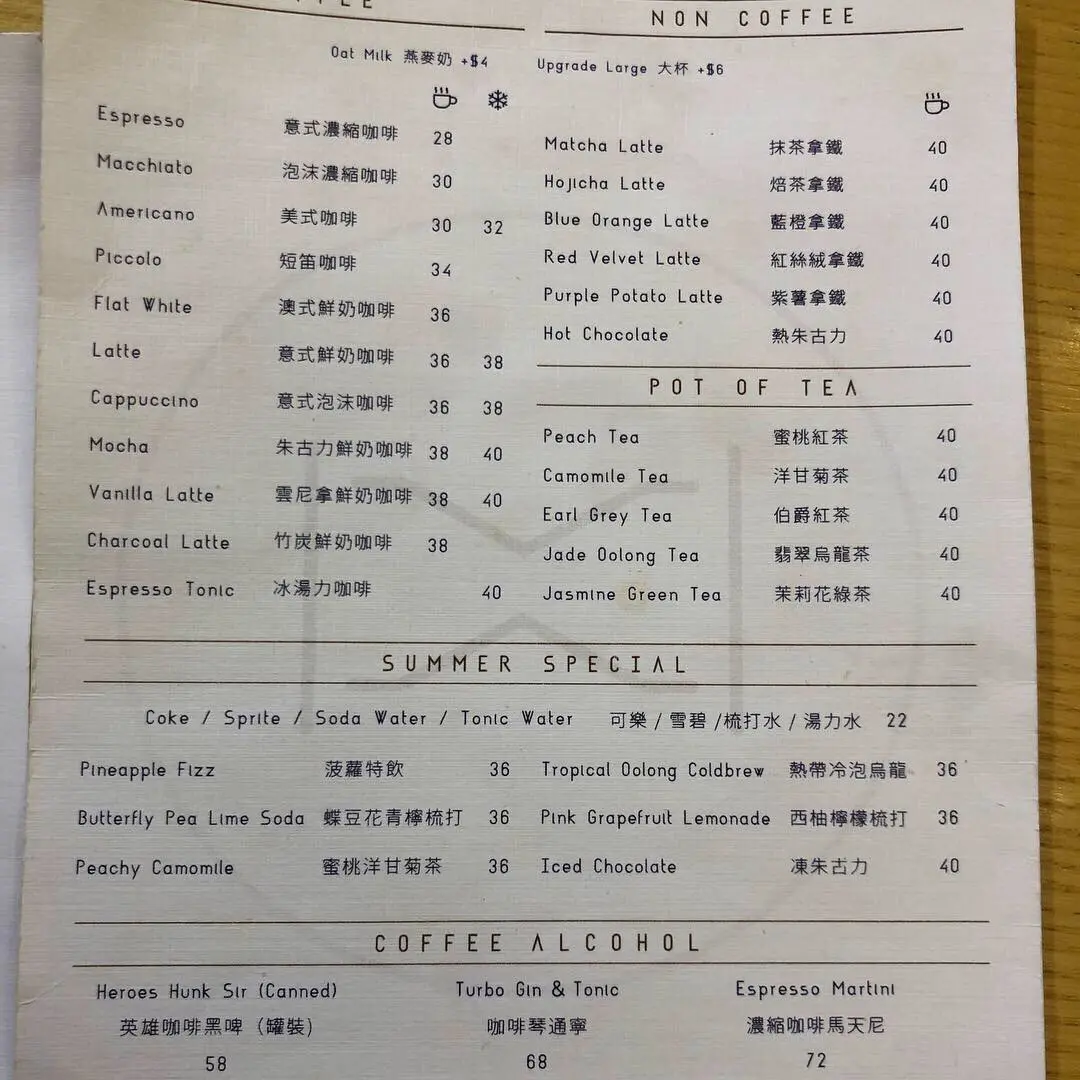 NON COFFEE
Oat Milk 燕麥奶 +$4
Espresso 意式濃縮咖啡 28
Macchiato 泡沫濃縮咖啡 30
Americano 美式咖啡 30 32
Piccolo 短笛咖啡 34
Flat White 澳式鮮奶咖啡 36
Latte 意式鮮奶咖啡 36 38
Cappuccino 意式泡沫咖啡 36 38
Mocha 朱古力鮮奶咖啡 38 40
Vanilla Latte 雲尼拿鮮奶咖啡 38 40
Charcoal Latte 竹炭鮮奶咖啡 38
Espresso Tonic 冰湯力咖啡 40
Upgrade Large 大杯 +$6
Matcha Latte 抹茶拿鐵 40
Hojicha Latte 焙茶拿鐵 40
Blue Orange Latte 藍橙拿鐵 40
Red Velvet Latte 紅絲絨拿鐵 40
Purple Potato Latte 紫薯拿鐵 40
Hot Chocolate 熱朱古力 40
POT OF TEA
Peach Tea 蜜桃紅茶 40
Camomile Tea 洋甘菊茶 40
Earl Grey Tea 伯爵紅茶 40
Jade Oolong Tea 翡翠烏龍茶 40
Jasmine Green Tea 茉莉花綠茶 40
SUMMER SPECIAL
Coke / Sprite / Soda Water / Tonic Water 可樂 / 雪碧 /梳打水 / 湯力水 22
Pineapple Fizz 菠蘿特飲 36
Butterfly Pea Lime Soda 蝶豆花青檸梳打 36
Peachy Camomile 蜜桃洋甘菊茶 36
Tropical Oolong Coldbrew 熱帶冷泡烏龍 36
Pink Grapefruit Lemonade 西柚檸檬梳打 36
Iced Chocolate 凍朱古力 40
COFFEE ALCOHOL
Heroes Hunk Sir (Canned)
英雄咖啡黑啤（罐裝）
58
Turbo Gin & Tonic
咖啡琴通寧
68
Espresso Martini
濃縮咖啡馬天尼
72